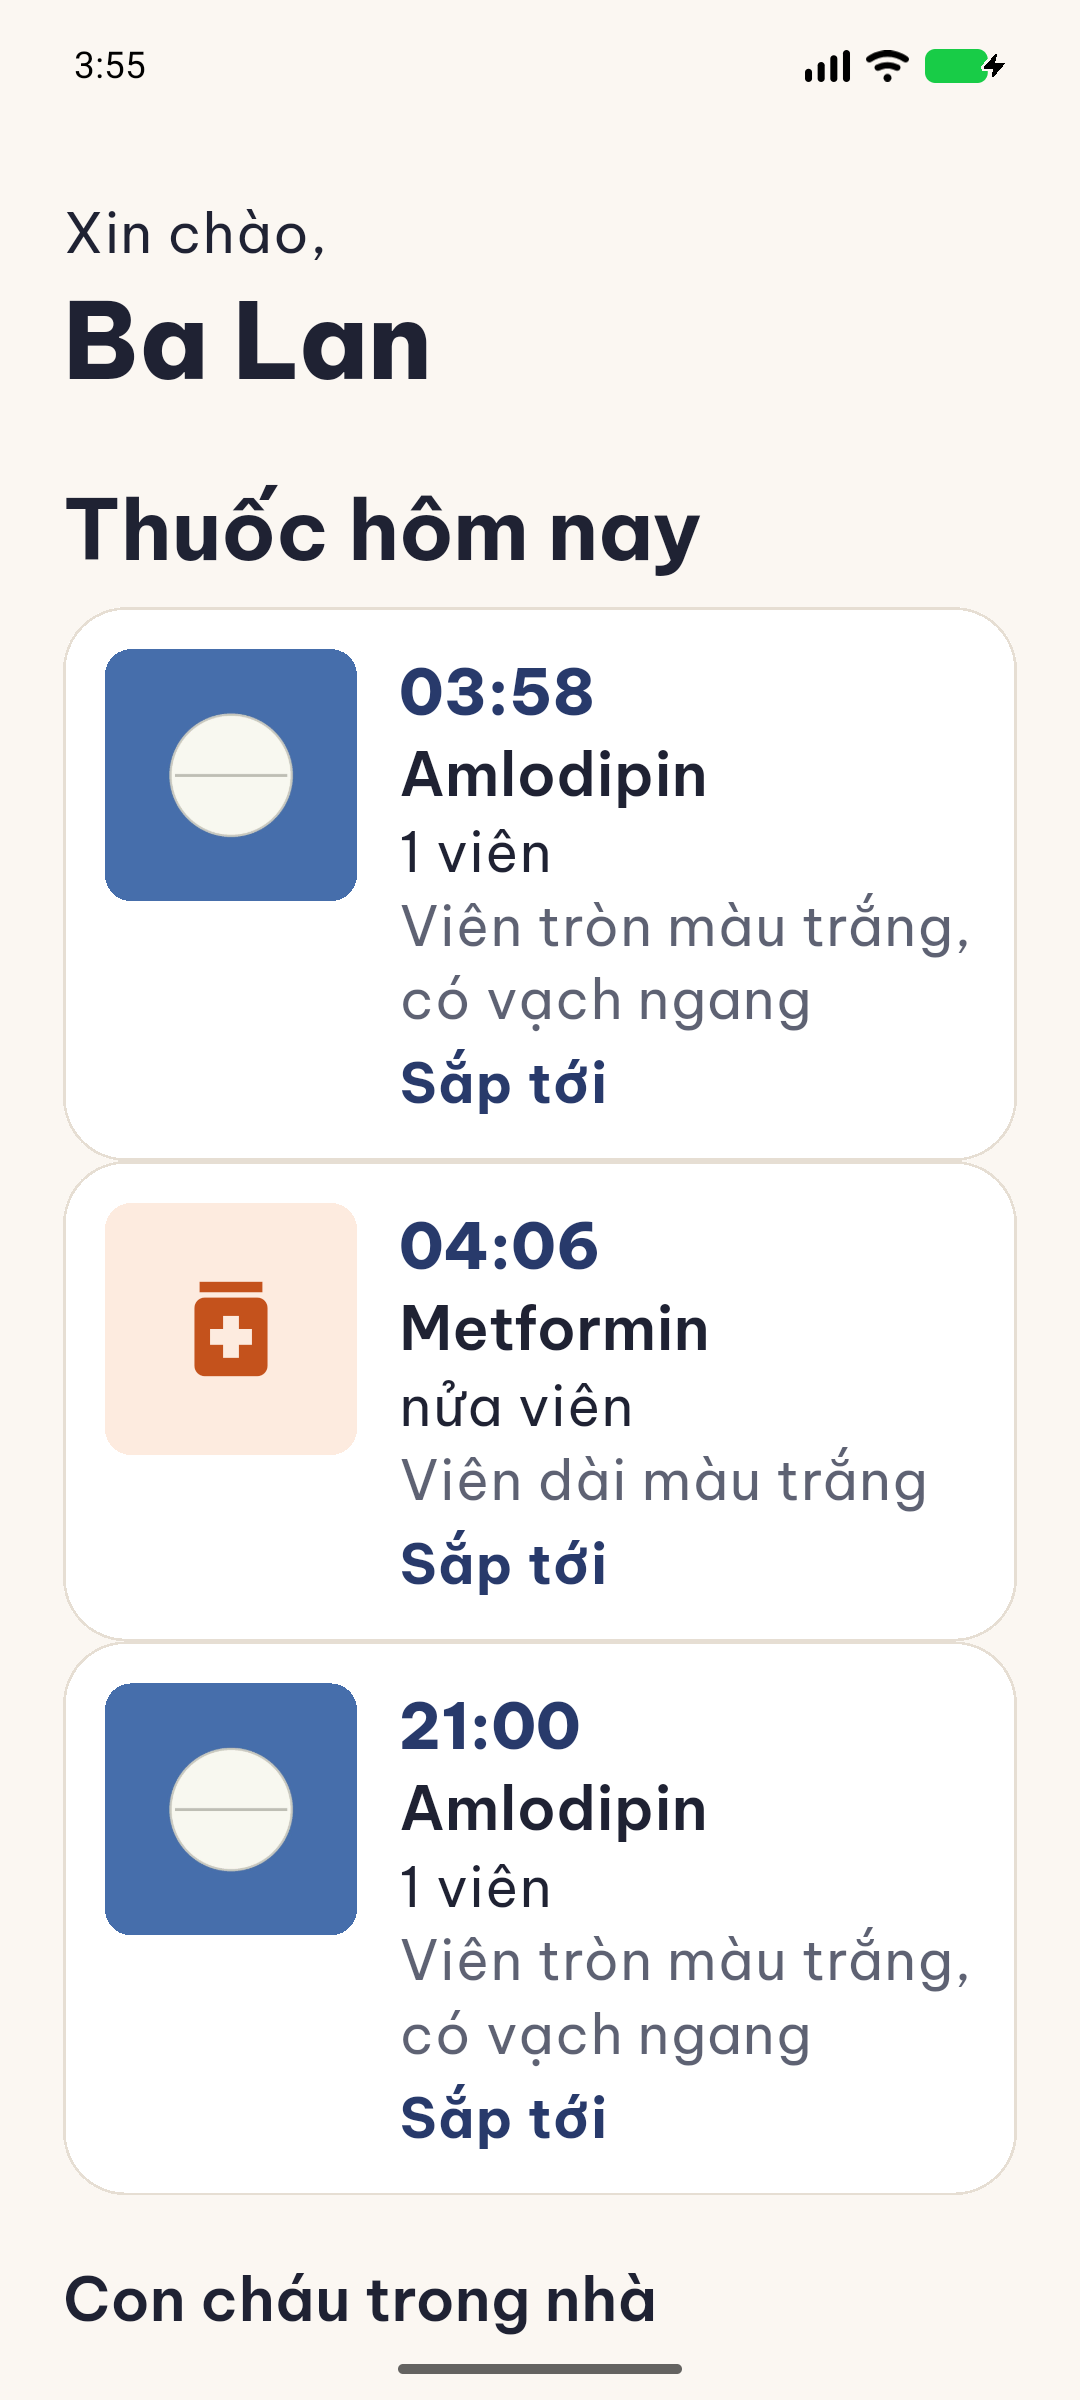 3:55
Xin chào,
Ba Lan
Thuốc hôm nay
03:58
Amlodipin
1 viên
Viên tròn màu trắng,
có vạch ngang
Sắp tới
04:06
Metformin
nửa viên
Viên dài màu trắng
Sắp tới
21:00
Amlodipin
1 viên
Viên tròn màu trắng,
có vạch ngang
Sắp tới
Con cháu trong nhà